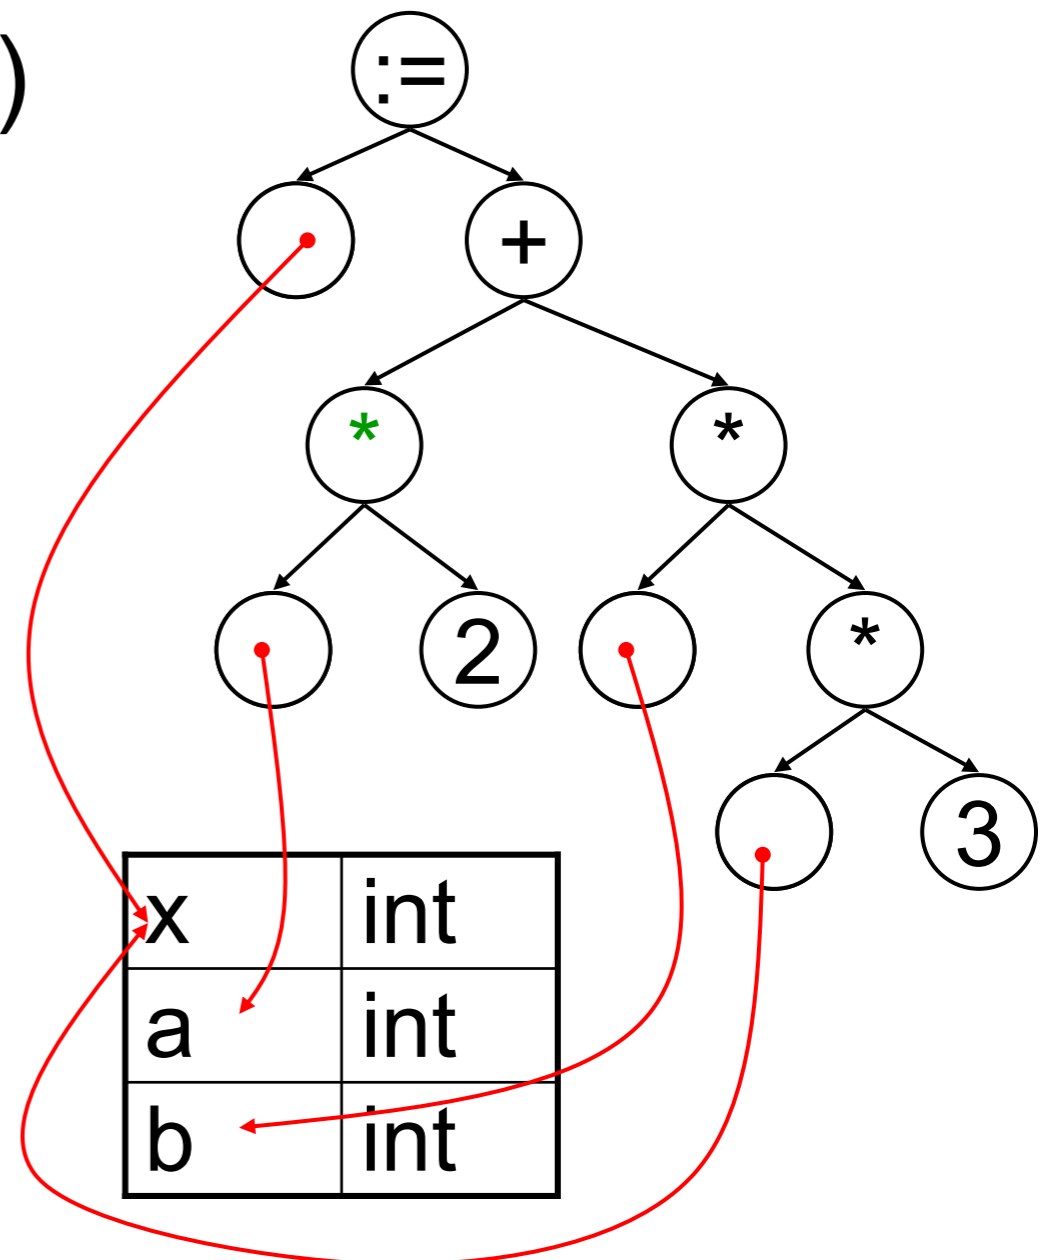 )
:=
+
* *
2 *
3
x int
a int
b int